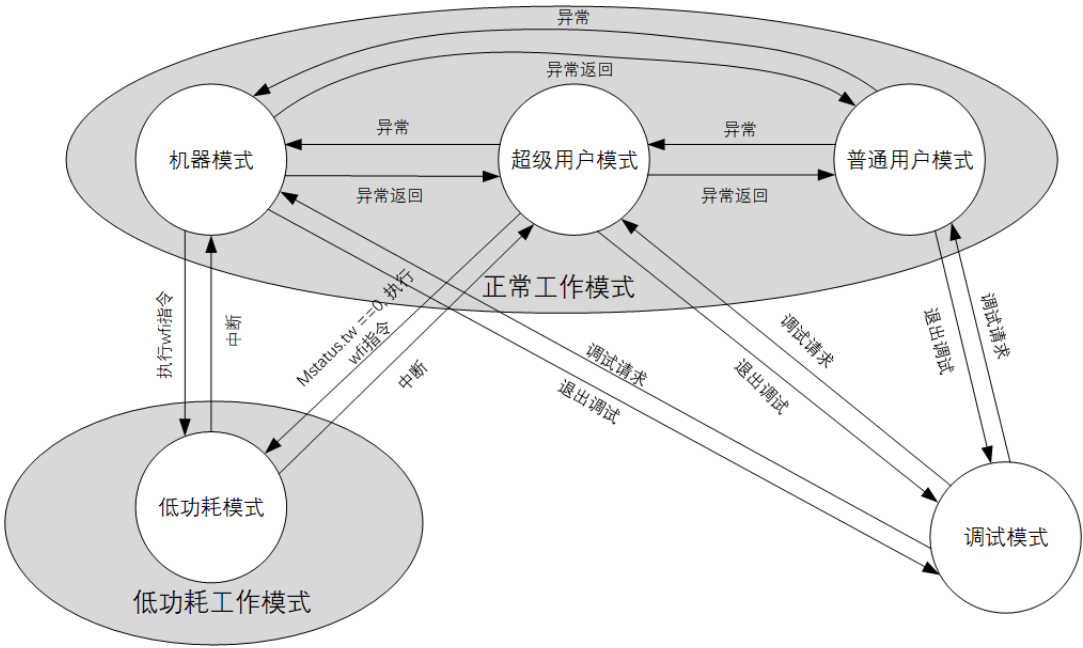 异常
异常返回
异常
异常
机器模式
超级用户模式
普通用户模式
异常返回
异常返回
正常工作模式
执行wfi指令
中断
Mstatus.tw ==0, 执行
wfi指令
中断
调试请求
退出调试
调试请求
退出调试
退出调试
调试请求
低功耗模式
调试模式
低功耗工作模式